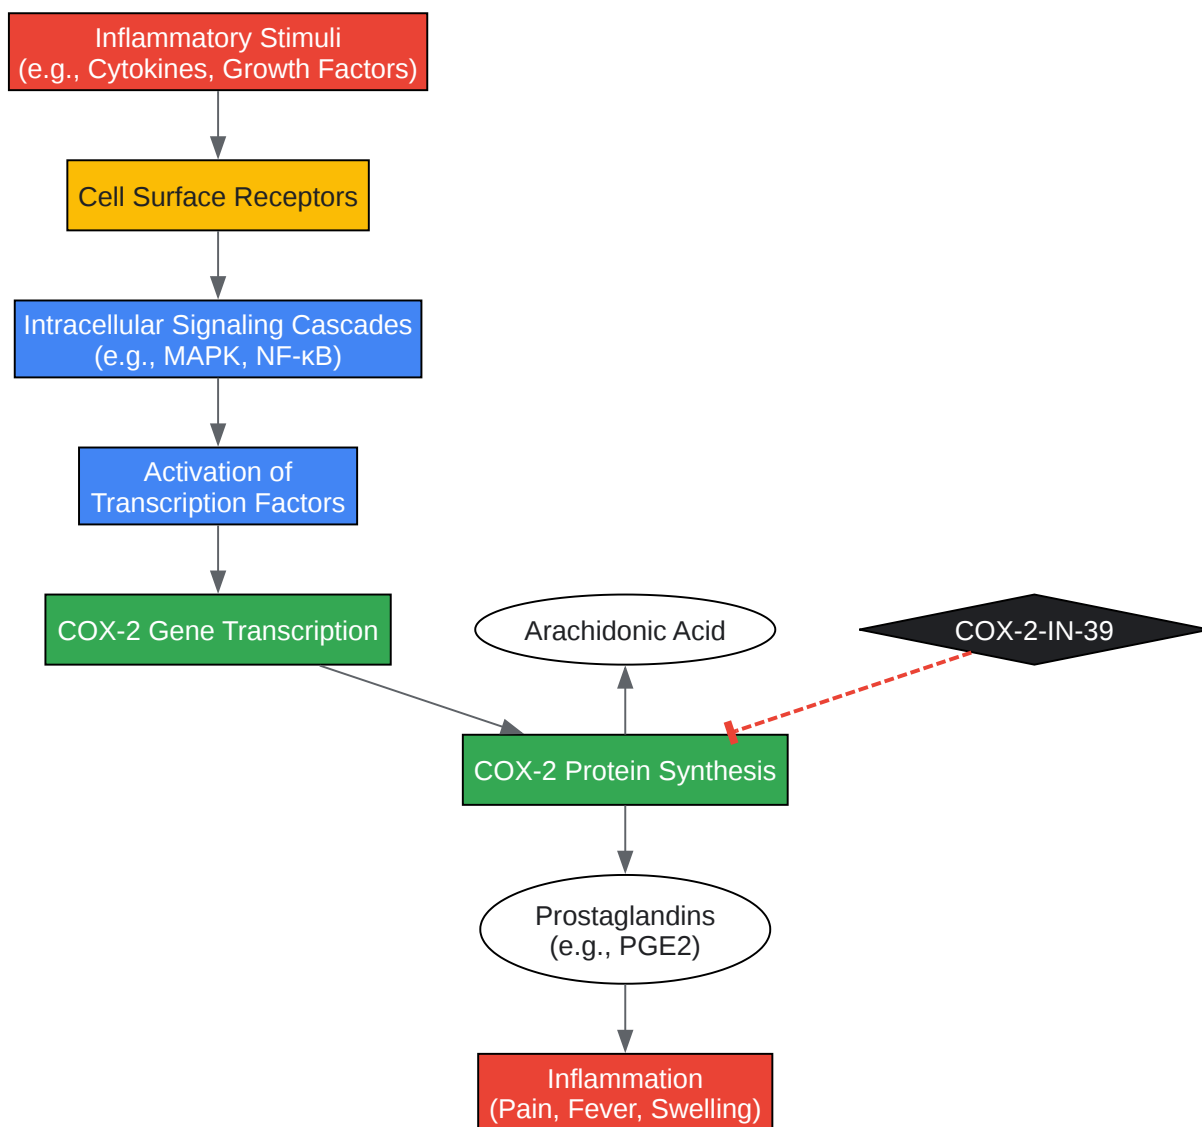 Inflammatory Stimuli
(e.g., Cytokines, Growth Factors)
Cell Surface Receptors
Intracellular Signaling Cascades
(e.g., MAPK, NF-κB)
Activation of
Transcription Factors
COX-2 Gene Transcription
Arachidonic Acid
COX-2-IN-39
COX-2 Protein Synthesis
Prostaglandins
(e.g., PGE2)
Inflammation
(Pain, Fever, Swelling)